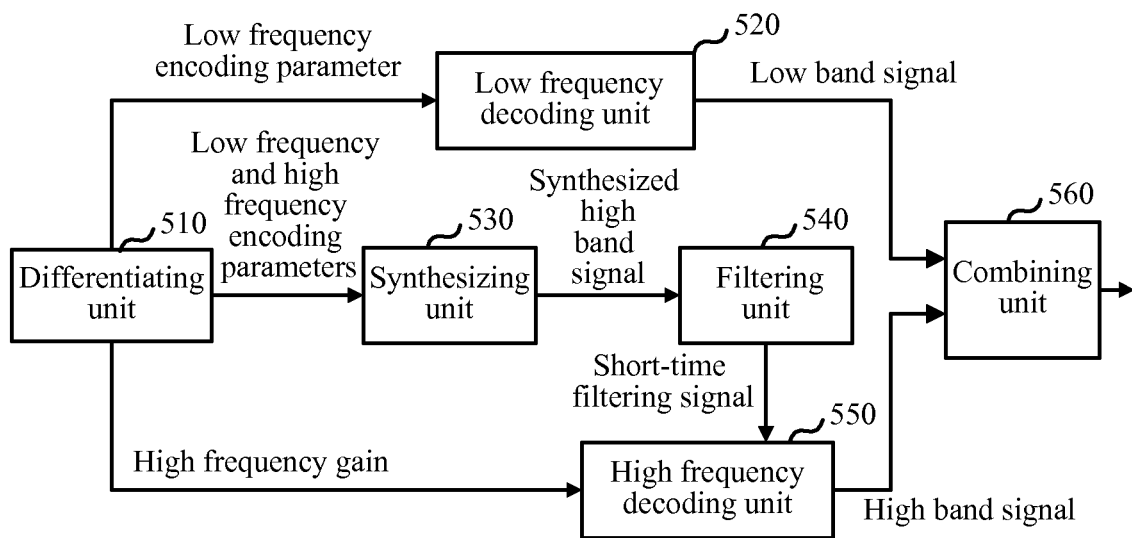 Low frequency
encoding parameter
520
Low frequency
decoding unit
Low band signal
Low frequency
and high
frequency
encoding
parameters
510
Differentiating
unit
530
Synthesizing
unit
Synthesized
high
band
signal
540
Filtering
unit
560
Combining
unit
Short-time
filtering signal
550
High frequency gain
High frequency
decoding unit
High band signal